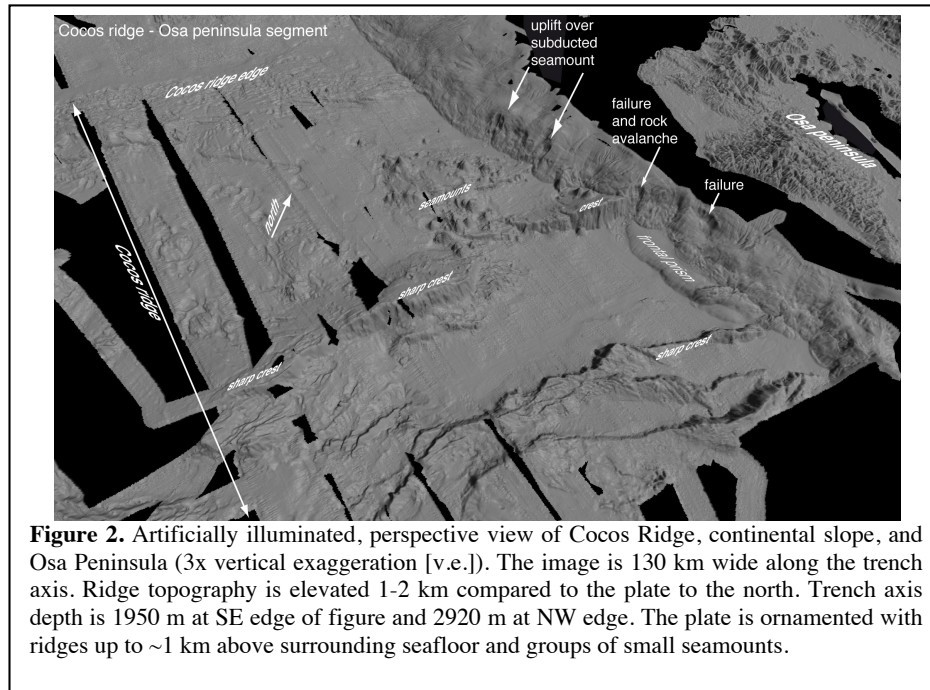 Cocos ridge - Osa peninsula segment
uplift over
subducted
seamount
Cocos ridge edge
failure
and rock
avalanche
Osa peninsula
failure
seamounts
crest
north
frontal prism
Cocos ridge
sharp crest
sharp crest
sharp crest
Figure 2. Artificially illuminated, perspective view of Cocos Ridge, continental slope, and
Osa Peninsula (3x vertical exaggeration [v.e.]). The image is 130 km wide along the trench
axis. Ridge topography is elevated 1-2 km compared to the plate to the north. Trench axis
depth is 1950 m at SE edge of figure and 2920 m at NW edge. The plate is ornamented with
ridges up to ~1 km above surrounding seafloor and groups of small seamounts.